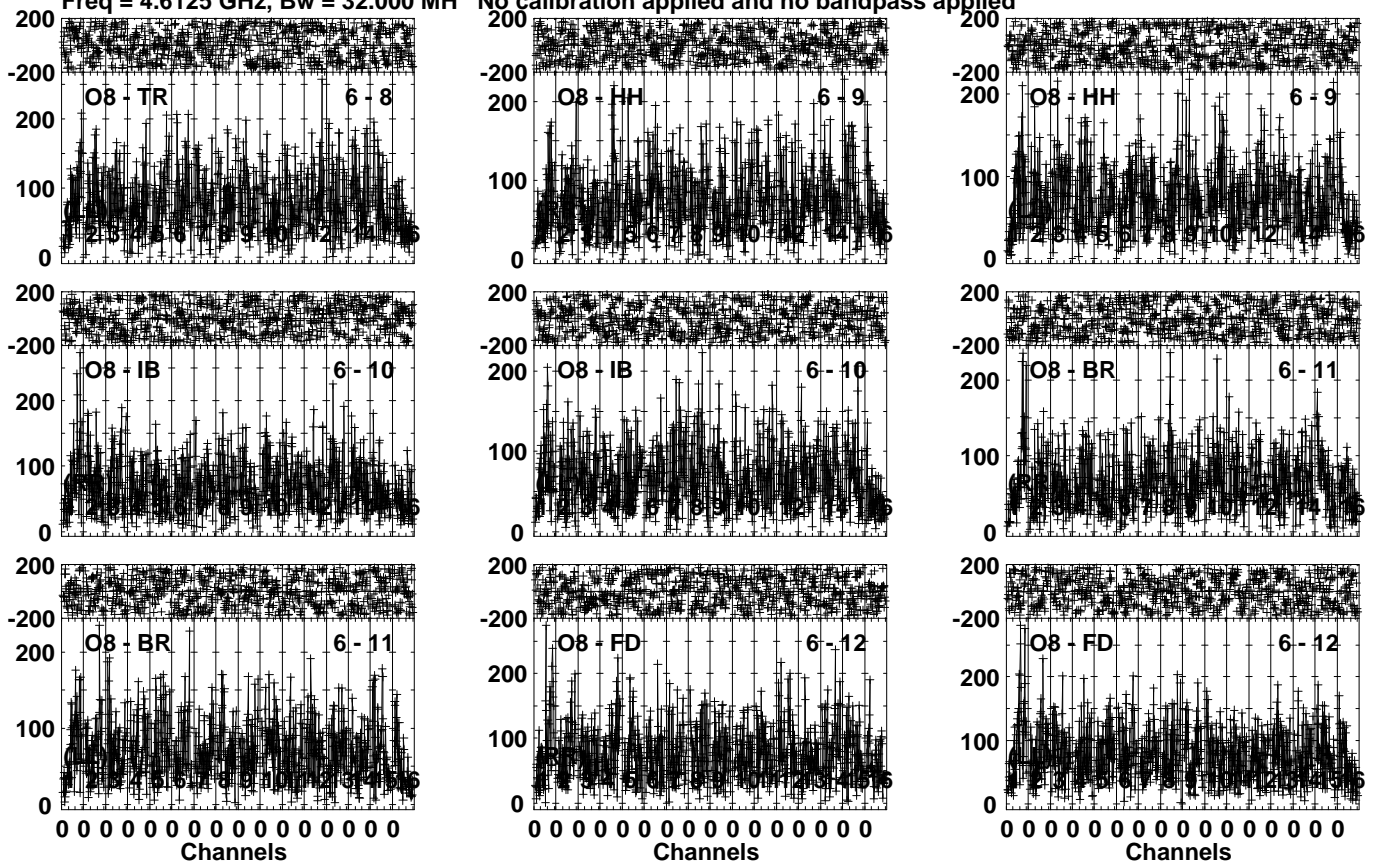 Freq = 4.6125 GHz, Bw = 32.000 MH No calibration applied and no bandpass applied
200 200 200
-200 -200 -200
O8 - TR 6 - 8 O8 - HH 6 - 9 O8 - HH 6 - 9
200 200 200
100 100 100
0 0 0
200 200 200
-200 -200 -200
O8 - IB 6 - 10 O8 - IB 6 - 10 O8 - BR 6 - 11
200 200 200
100 100 100
0 0 0
200 200 200
-200 -200 -200
O8 - BR 6 - 11 O8 - FD 6 - 12 O8 - FD 6 - 12
200 200 200
100 100 100
0 0 0
0 0 0 0 0 0 0 0 0 0 0 0 0 0 0 0 0 0 0 0 0 0 0 0 0 0 0 0 0 0 0 0 0 0 0 0 0 0 0 0 0 0 0 0 0 0 0 0
Channels Channels Channels